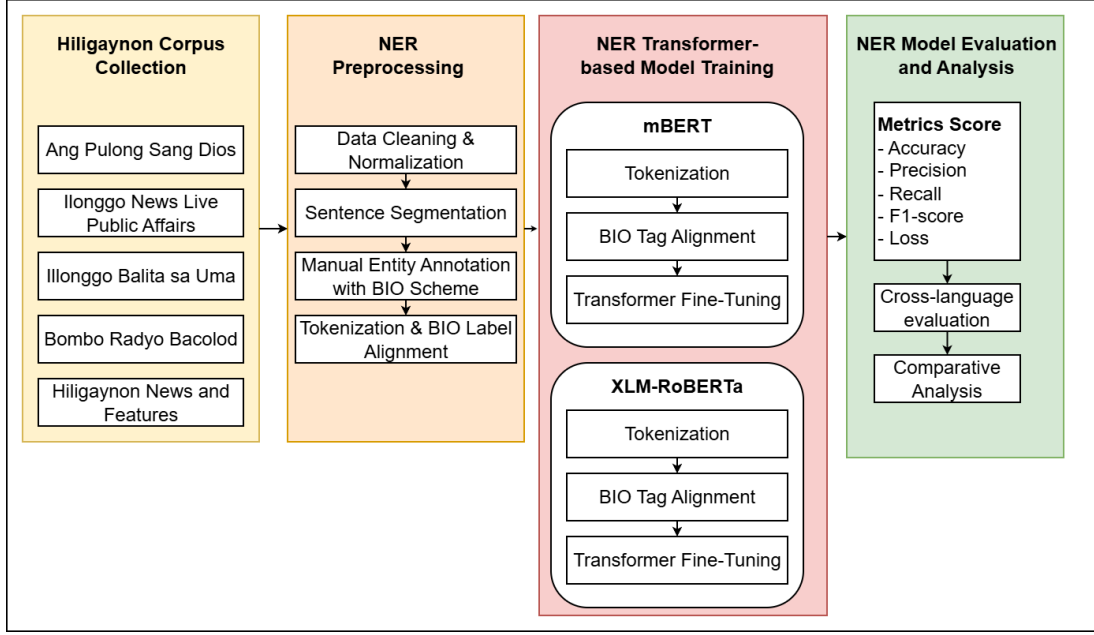 Hiligaynon Corpus
Collection
Ang Pulong Sang Dios
Ilonggo News Live
Public Affairs
Illonggo Balita sa Uma
Bombo Radyo Bacolod
Hiligaynon News and
Features
NER
Preprocessing
Data Cleaning &
Normalization
Sentence Segmentation
Manual Entity Annotation
with BIO Scheme
Tokenization & BIO Label
Alignment
NER Transformer-
based Model Training
mBERT
Tokenization
BIO Tag Alignment
Transformer Fine-Tuning
XLM-RoBERTa
Tokenization
BIO Tag Alignment
Transformer Fine-Tuning
NER Model Evaluation
and Analysis
Metrics Score
- Accuracy
- Precision
- Recall
- F1-score
- Loss
Cross-language
evaluation
Comparative
Analysis